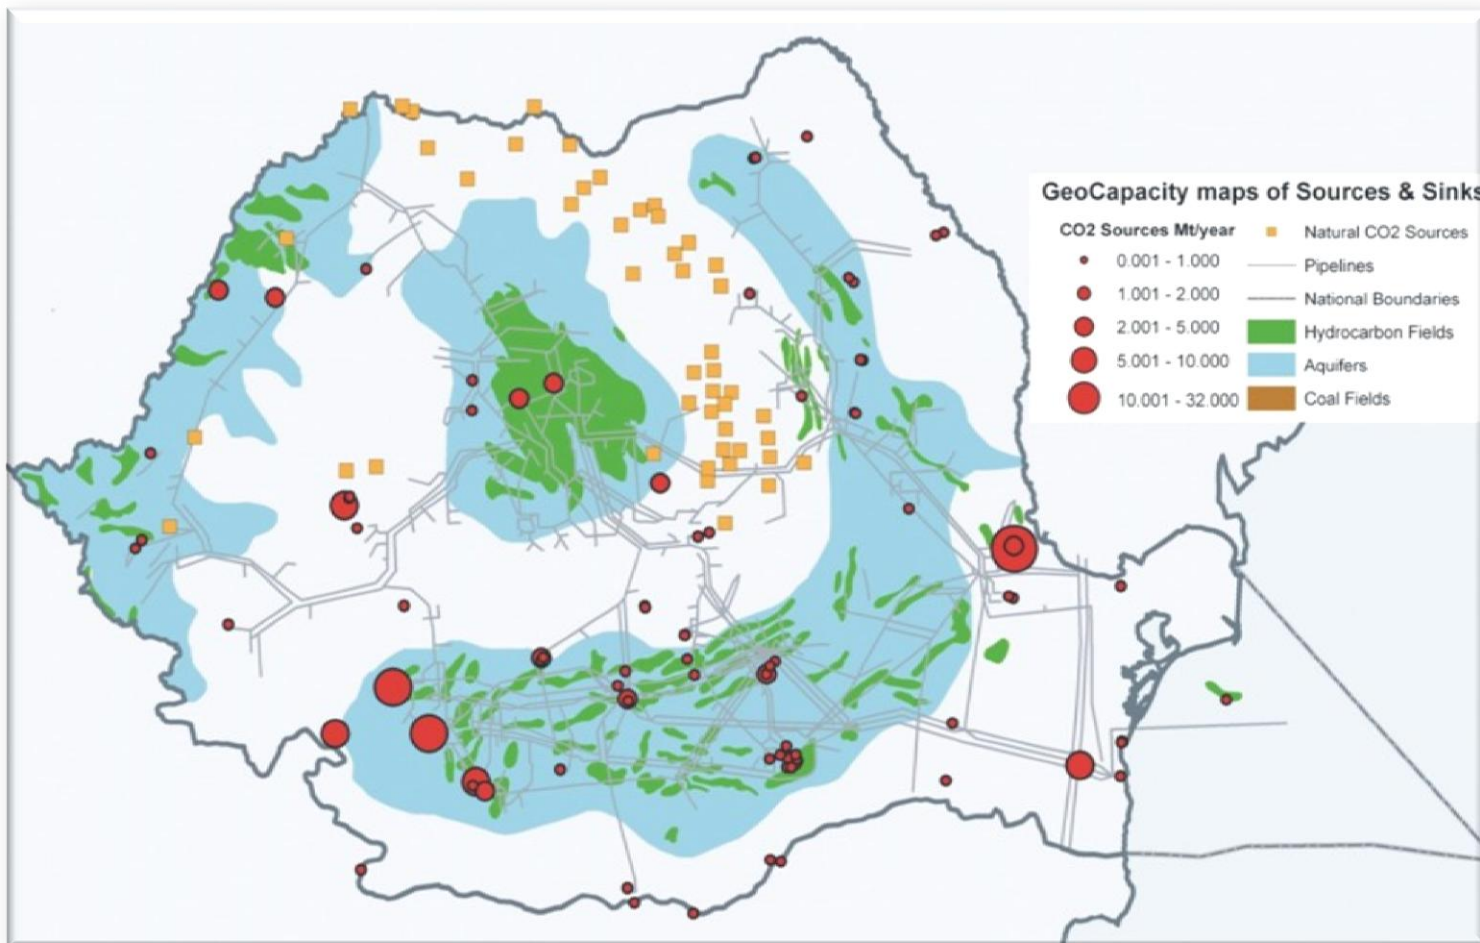 GeoCapacity maps of Sources & Sinks
CO2 Sources Mt/year
0.001 - 1.000
1.001 - 2.000
2.001 - 5.000
5.001 - 10.000
10.001 - 32.000
Natural CO2 Sources
Pipelines
National Boundaries
Hydrocarbon Fields
Aquifers
Coal Fields